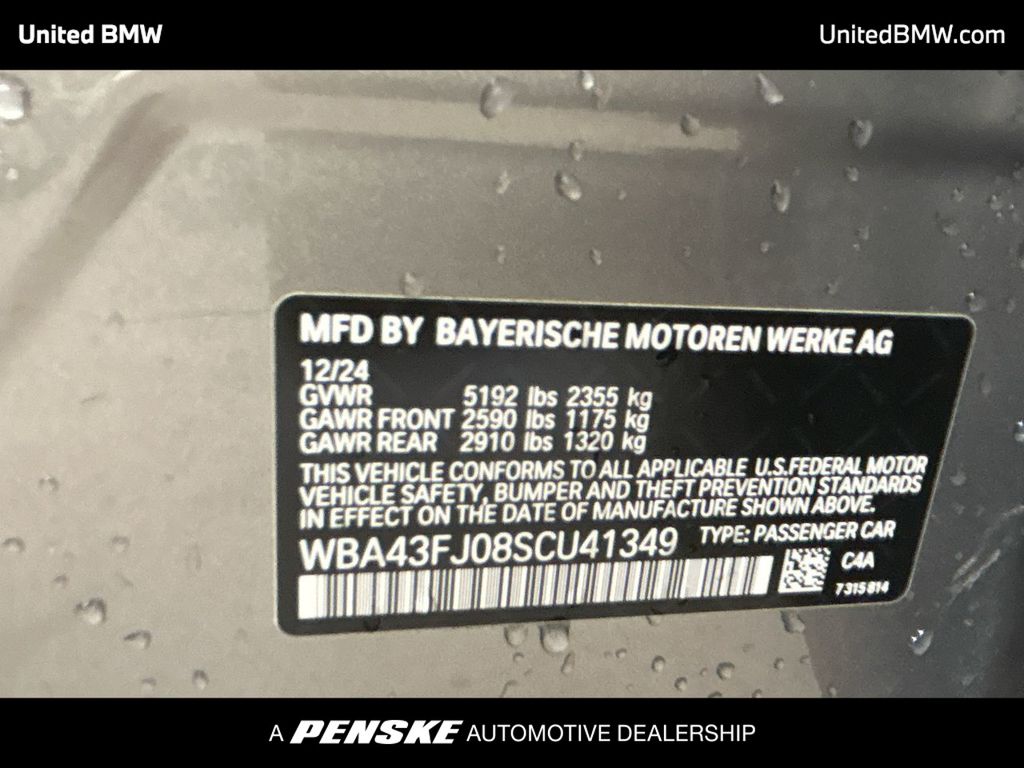 United BMW
UnitedBMW.com
MFD BY BAYERISCHE MOTOREN WERKE AG
12/24
GVWR 5192 lbs 2355 kg
GAWR FRONT 2590 lbs 1175 kg
GAWR REAR 2910 lbs 1320 kg
THIS VEHICLE CONFORMS TO ALL APPLICABLE U.S.FEDERAL MOTOR
VEHICLE SAFETY, BUMPER AND THEFT PREVENTION STANDARDS
IN EFFECT ON THE DATE OF MANUFACTURE SHOWN ABOVE.
WBA43FJ08SCU41349 TYPE: PASSENGER CAR
C4A
7315814
A PENSKE AUTOMOTIVE DEALERSHIP